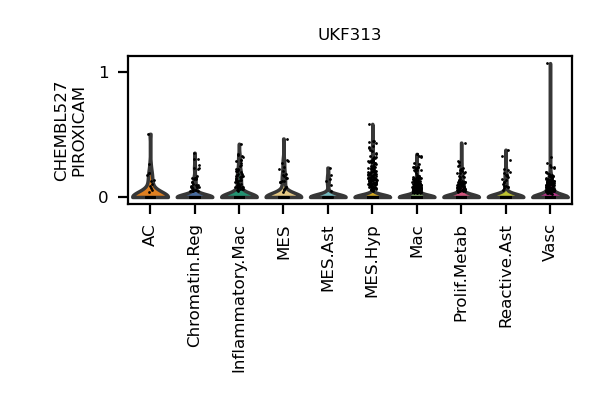 UKF313
CHEMBL527
PIROXICAM
1
0
AC
Chromatin.Reg
Inflammatory.Mac
MES
MES.Ast
MES.Hyp
Mac
Prolif.Metab
Reactive.Ast
Vasc